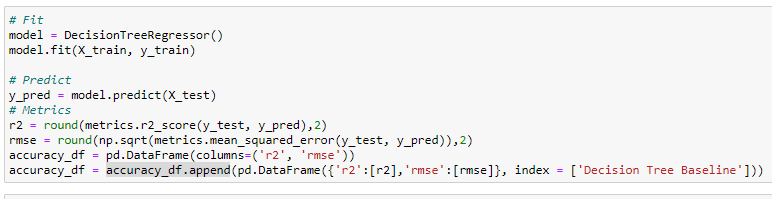 # Fit
model = DecisionTreeRegressor()
model.fit(X_train, y_train)
# Predict
y_pred = model.predict(X_test)
# Metrics
r2 = round(metrics.r2_score(y_test, y_pred),2)
rmse = round(np.sqrt(metrics.mean_squared_error(y_test, y_pred)),2)
accuracy_df = pd.DataFrame(columns=('r2', 'rmse'))
accuracy_df = accuracy_df.append(pd.DataFrame({'r2':[r2],'rmse':[rmse]}, index = ['Decision Tree Baseline']))